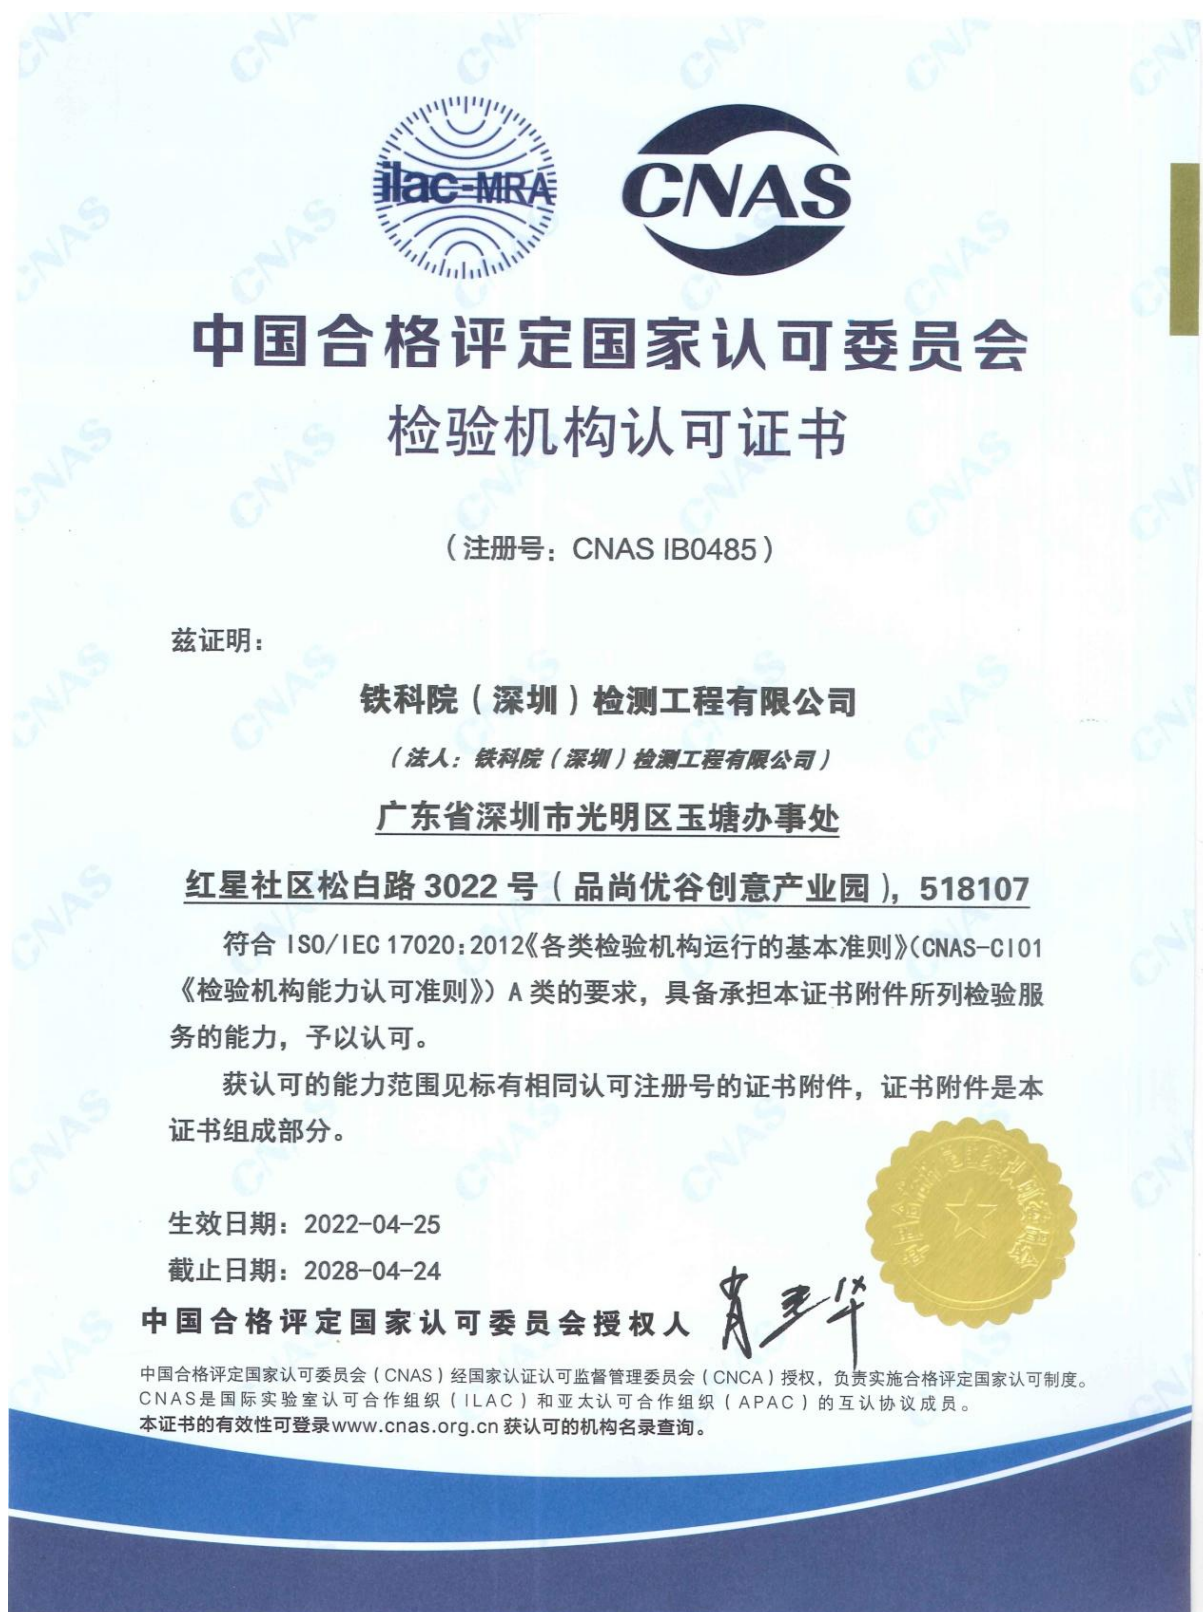 ilac-MRA
CNAS
中国合格评定国家认可委员会
检验机构认可证书
（注册号：CNAS IB0485）
兹证明：
铁科院（深圳）检测工程有限公司
（法人：铁科院（深圳）检测工程有限公司）
广东省深圳市光明区玉塘办事处
红星社区松白路 3022 号（品尚优谷创意产业园），518107
符合 ISO/IEC 17020:2012《各类检验机构运行的基本准则》（CNAS-CI01
《检验机构能力认可准则》）A 类的要求，具备承担本证书附件所列检验服
务的能力，予以认可。
获认可的能力范围见标有相同认可注册号的证书附件，证书附件是本
证书组成部分。
生效日期：2022-04-25
截止日期：2028-04-24
中国合格评定国家认可委员会授权人
中国合格评定国家认可委员会（CNAS）经国家认证认可监督管理委员会（CNCA）授权，负责实施合格评定国家认可制度。
CNAS是国际实验室认可合作组织（ILAC）和亚太认可合作组织（APAC）的互认协议成员。
本证书的有效性可登录www.cnas.org.cn 获认可的机构名录查询。